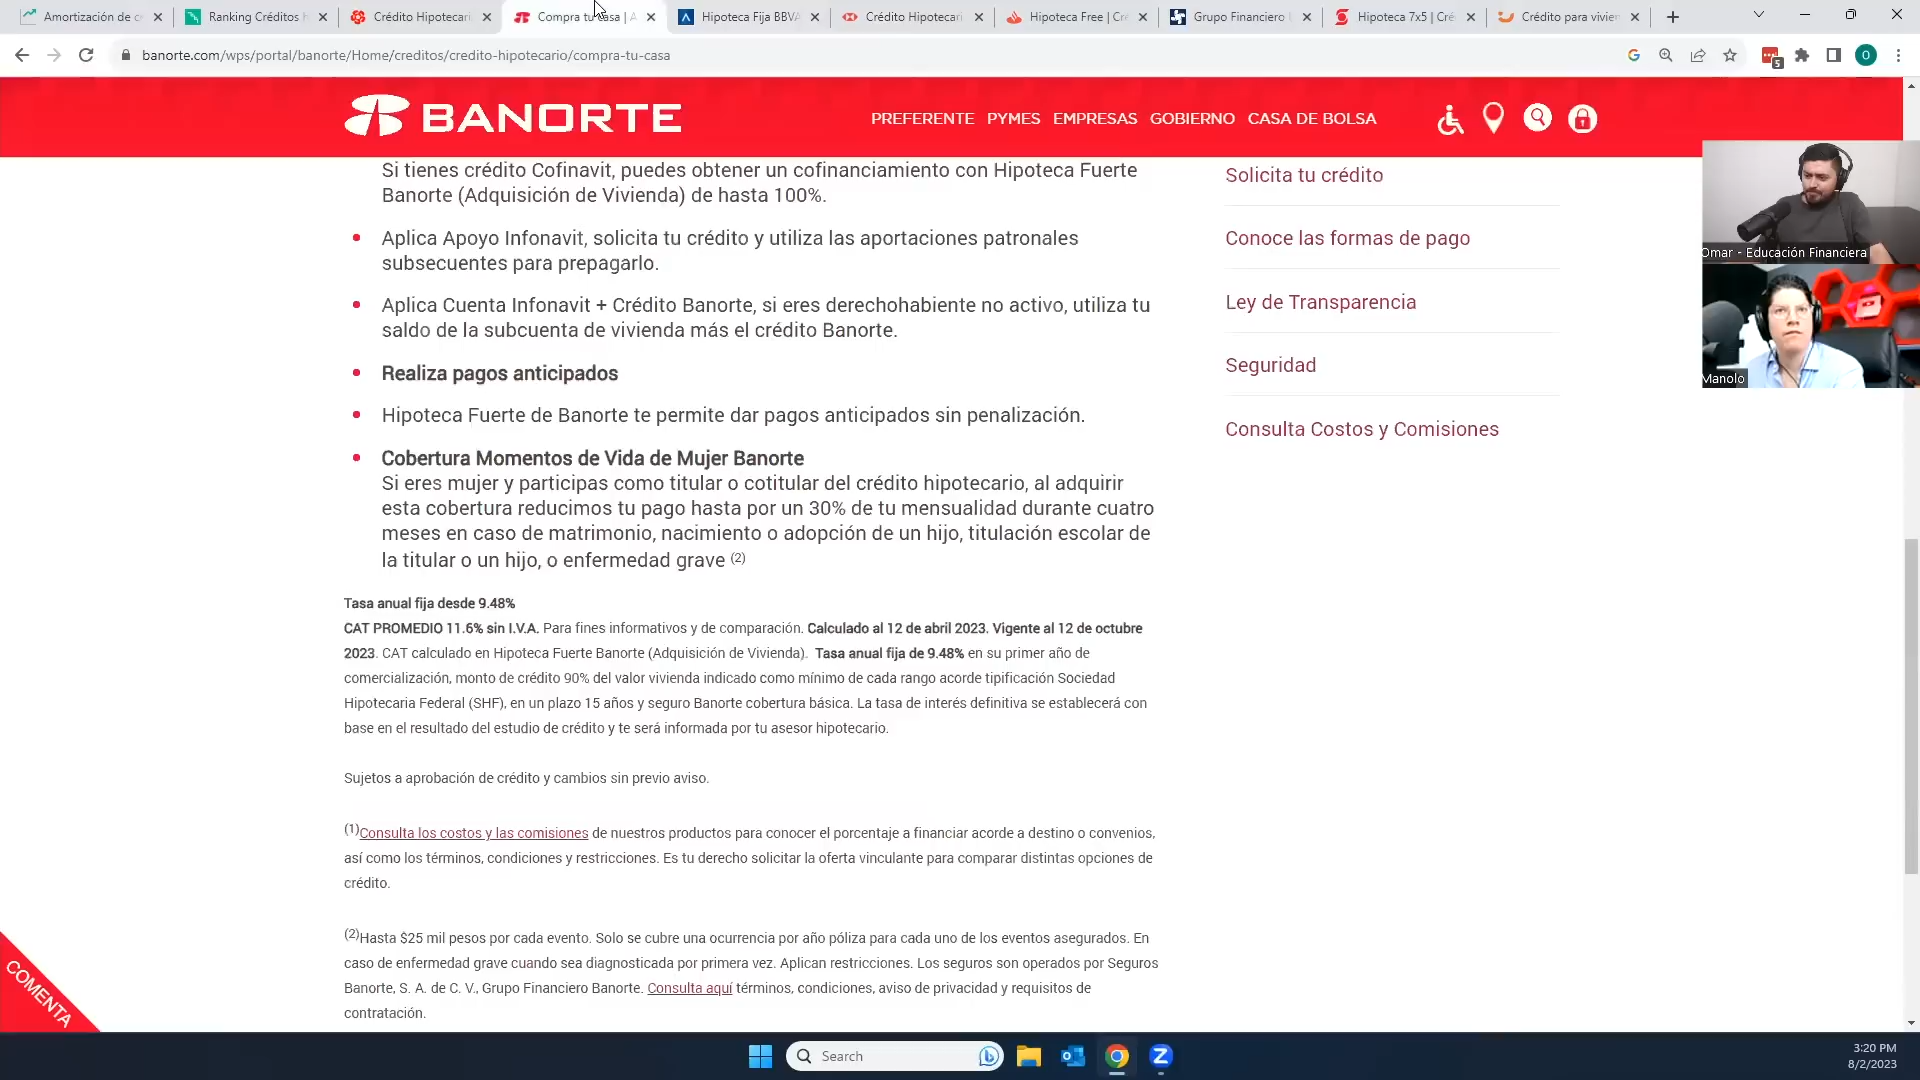 Amortización de c
Ranking Créditos h
Crédito Hipotecari
Compra tu casa | A
Hipoteca Fija BBVA
Crédito Hipotecari
Hipoteca Free | Cré
Grupo Financiero
Hipoteca 7x5 | Cré
Crédito para vivien
banorte.com/wps/portal/banorte/Home/creditos/credito-hipotecario/compra-tu-casa
5
O
BANORTE
PREFERENTE PYMES EMPRESAS GOBIERNO CASA DE BOLSA
Si tienes crédito Cofinavit, puedes obtener un cofinanciamiento con Hipoteca Fuerte
Banorte (Adquisición de Vivienda) de hasta 100%.
Aplica Apoyo Infonavit, solicita tu crédito y utiliza las aportaciones patronales
subsecuentes para prepagarlo.
Aplica Cuenta Infonavit + Crédito Banorte, si eres derechohabiente no activo, utiliza tu
saldo de la subcuenta de vivienda más el crédito Banorte.
Realiza pagos anticipados
Hipoteca Fuerte de Banorte te permite dar pagos anticipados sin penalización.
Cobertura Momentos de Vida de Mujer Banorte
Si eres mujer y participas como titular o cotitular del crédito hipotecario, al adquirir
esta cobertura reducimos tu pago hasta por un 30% de tu mensualidad durante cuatro
meses en caso de matrimonio, nacimiento o adopción de un hijo, titulación escolar de
la titular o un hijo, o enfermedad grave (2)
Tasa anual fija desde 9.48%
CAT PROMEDIO 11.6% sin I.V.A. Para fines informativos y de comparación. Calculado al 12 de abril 2023. Vigente al 12 de octubre
2023. CAT calculado en Hipoteca Fuerte Banorte (Adquisición de Vivienda). Tasa anual fija de 9.48% en su primer año de
comercialización, monto de crédito 90% del valor vivienda indicado como mínimo de cada rango acorde tipificación Sociedad
Hipotecaria Federal (SHF), en un plazo 15 años y seguro Banorte cobertura básica. La tasa de interés definitiva se establecerá con
base en el resultado del estudio de crédito y te será informada por tu asesor hipotecario.
Sujetos a aprobación de crédito y cambios sin previo aviso.
(1)Consulta los costos y las comisiones de nuestros productos para conocer el porcentaje a financiar acorde a destino o convenios,
así como los términos, condiciones y restricciones. Es tu derecho solicitar la oferta vinculante para comparar distintas opciones de
crédito.
(2)Hasta $25 mil pesos por cada evento. Solo se cubre una ocurrencia por año póliza para cada uno de los eventos asegurados. En
caso de enfermedad grave cuando sea diagnosticada por primera vez. Aplican restricciones. Los seguros son operados por Seguros
Banorte, S. A. de C. V., Grupo Financiero Banorte. Consulta aquí términos, condiciones, aviso de privacidad y requisitos de
contratación.
Solicita tu crédito
Conoce las formas de pago
Ley de Transparencia
Seguridad
Consulta Costos y Comisiones
Omar - Educación Financiera
Manolo
COMENTA
Search
3:20 PM
8/2/2023